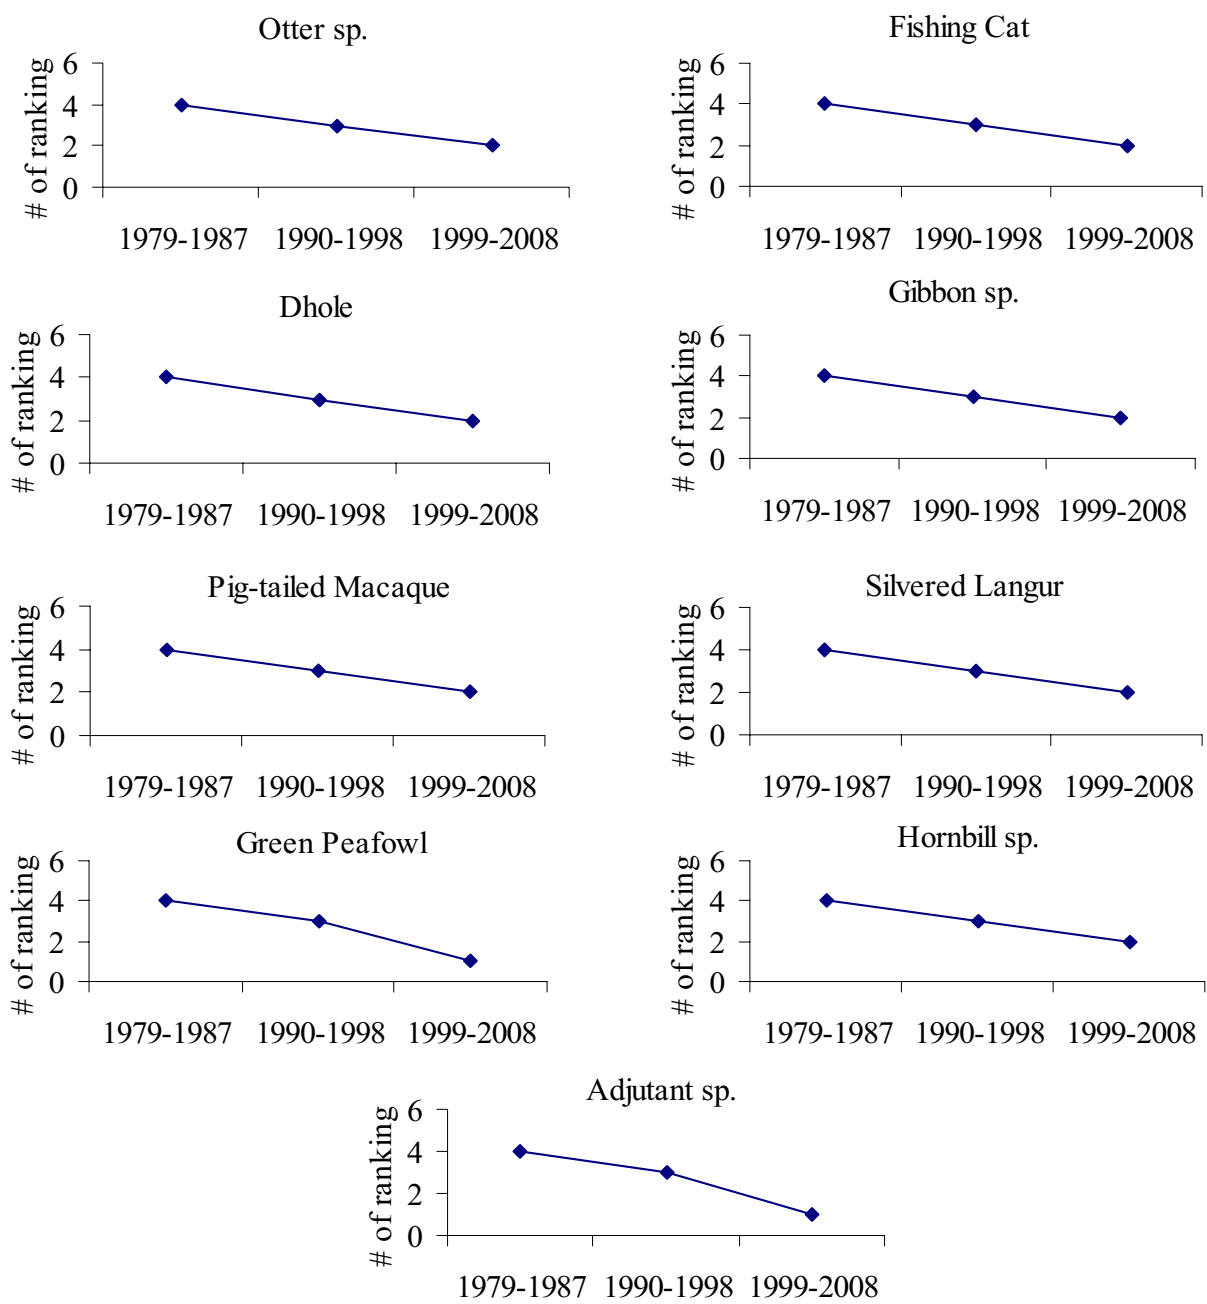 Otter sp.
# of ranking
6
4
2
0
1979-1987 1990-1998 1999-2008
Fishing Cat
# of ranking
6
4
2
0
1979-1987 1990-1998 1999-2008
Dhole
# of ranking
6
4
2
0
1979-1987 1990-1998 1999-2008
Gibbon sp.
# of ranking
6
4
2
0
1979-1987 1990-1998 1999-2008
Pig-tailed Macaque
# of ranking
6
4
2
0
1979-1987 1990-1998 1999-2008
Silvered Langur
# of ranking
6
4
2
0
1979-1987 1990-1998 1999-2008
Green Peafowl
# of ranking
6
4
2
0
1979-1987 1990-1998 1999-2008
Hornbill sp.
# of ranking
6
4
2
0
1979-1987 1990-1998 1999-2008
Adjutant sp.
# of ranking
6
4
2
0
1979-1987 1990-1998 1999-2008